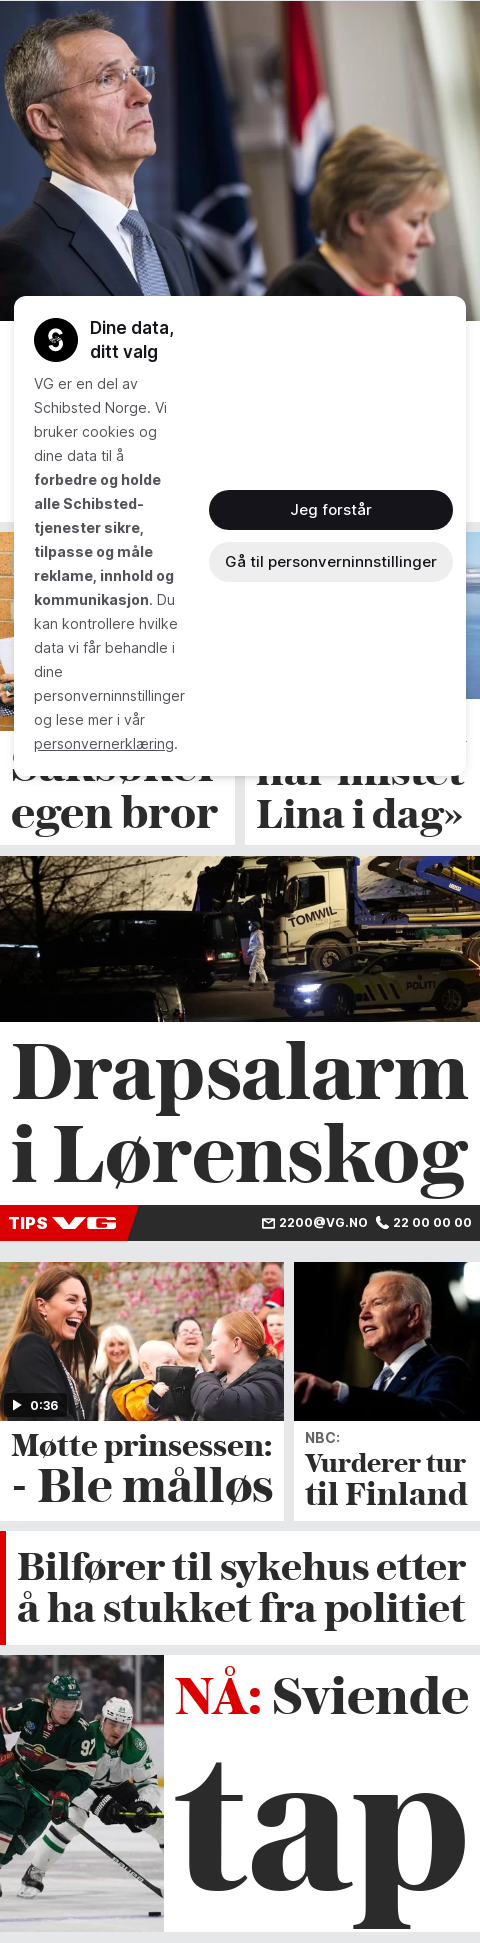 Dine data,
ditt valg
VG er en del av
Schibsted Norge. Vi
bruker cookies og
dine data til å
forbedre og holde
alle Schibsted-
tjenester sikre,
tilpasse og måle
reklame, innhold og
kommunikasjon. Du
kan kontrollere hvilke
data vi får behandle i
dine
personverninnstillinger
og lese mer i vår
personvernerklæring.
Jeg forstår
Gå til personverninnstillinger
egen bror
Lina i dag»
TOMWIL
POLITI
Drapsalarm
i Lørenskog
TIPS VG
2200@VG.NO 22 00 00 00
0:36
Møtte prinsessen:
- Ble målløs
NBC:
Vurderer tur
til Finland
Bilfører til sykehus etter
å ha stukket fra politiet
97
NÅ: Sviende
tap